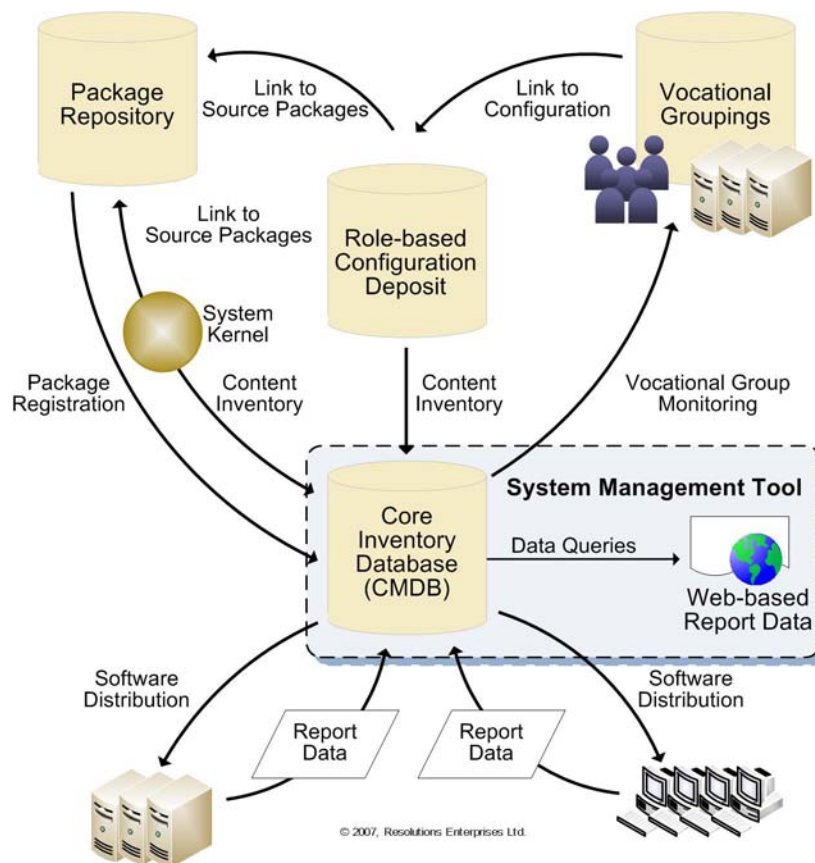 Package
Repository
Link to
Source Packages
Link to
Configuration
Vocational
Groupings
Link to
Source Packages
Role-based
Configuration
Deposit
System
Kernel
Package
Registration
Content
Inventory
Content
Inventory
Vocational Group
Monitoring
System Management Tool
Core
Inventory
Database
(CMDB)
Data Queries
Web-based
Report Data
Software
Distribution
Report
Data
Report
Data
Software
Distribution
© 2007, Resolutions Enterprises Ltd.